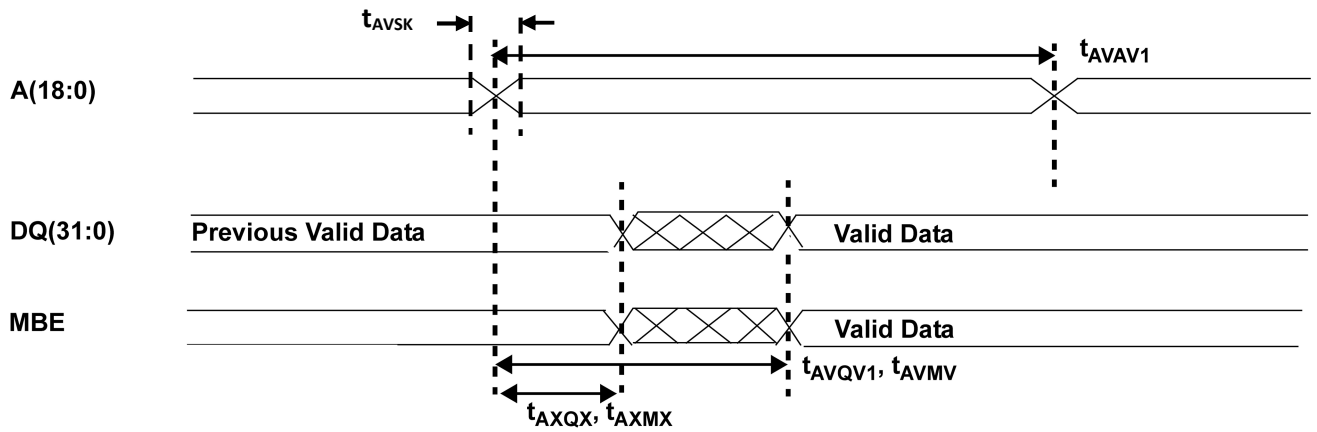 tAVSK
tAVAV1
A(18:0)
DQ(31:0) Previous Valid Data Valid Data
MBE Valid Data
tAVQV1, tAVMV
tAXQX, tAXMX